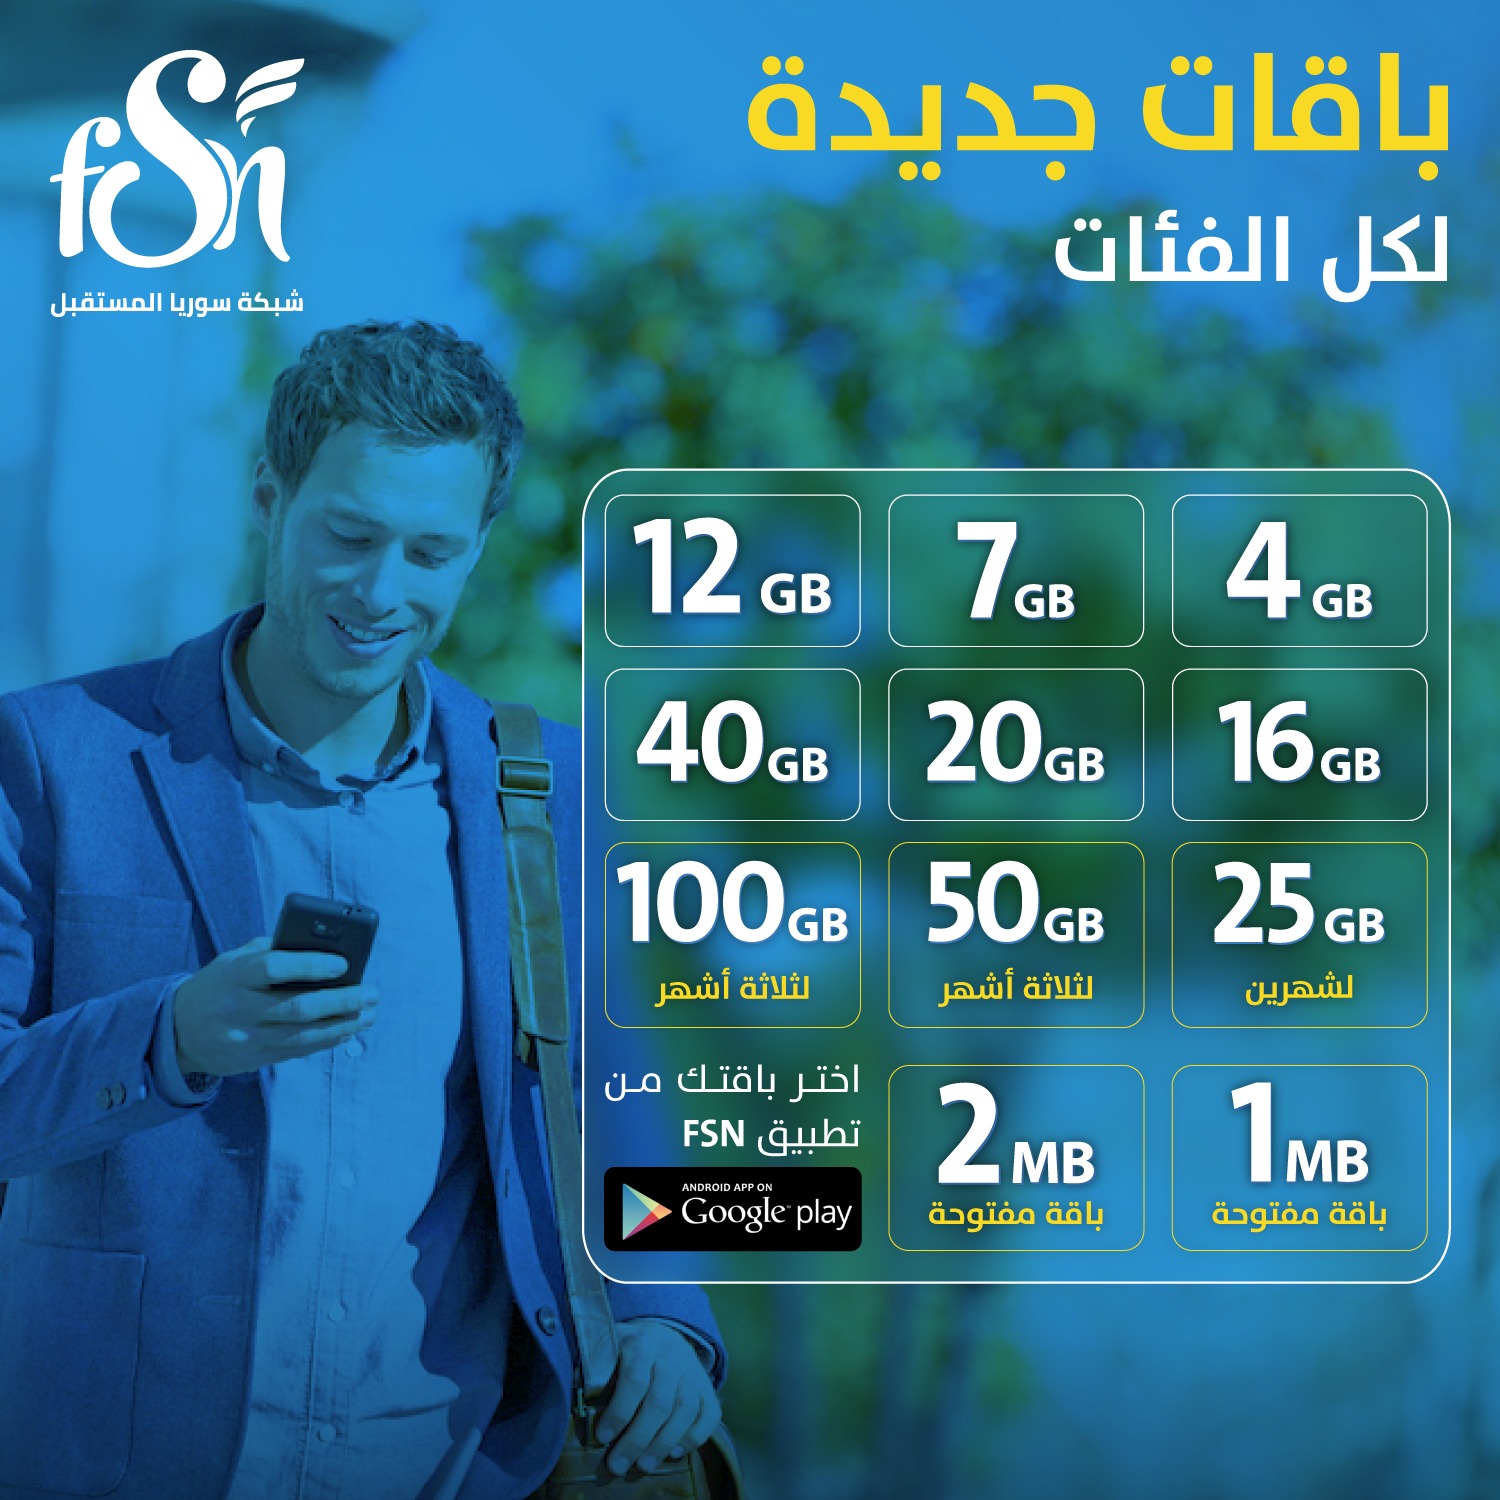 باقات جديدة
لكل الفئات
fsn
شبكة سوريا المستقبل
4 GB
7 GB
12 GB
16 GB
20 GB
40 GB
25 GB
لشهرين
50 GB
لثلاثة أشهر
100 GB
لثلاثة أشهر
1 MB
باقة مفتوحة
2 MB
باقة مفتوحة
اختر باقتك من
تطبيق FSN
ANDROID APP ON
Google play